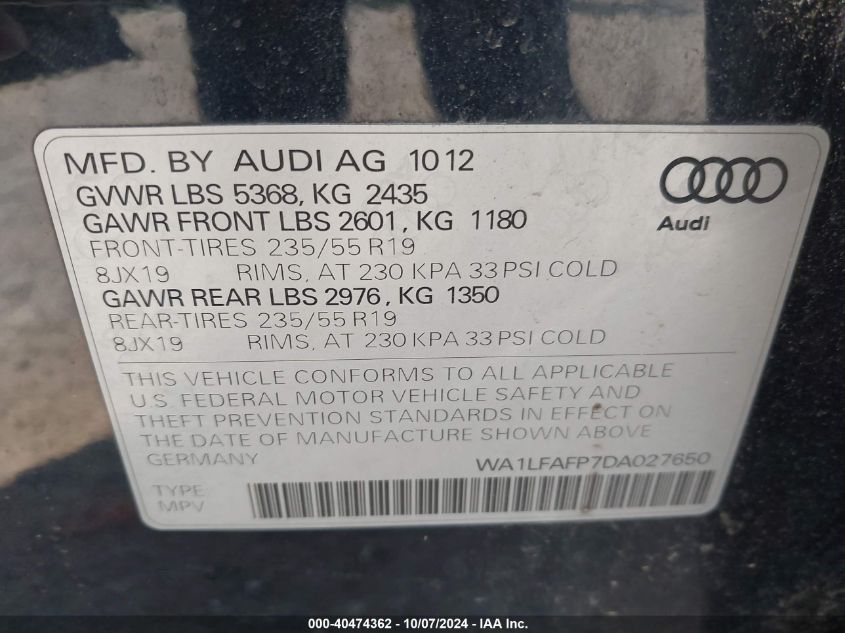 MFD. BY AUDI AG 10 12
GVWR LBS 5368, KG 2435
GAWR FRONT LBS 2601, KG 1180
FRONT-TIRES 235/55 R19
8JX19 RIMS, AT 230 KPA 33 PSI COLD
GAWR REAR LBS 2976, KG 1350
REAR-TIRES 235/55 R19
8JX19 RIMS, AT 230 KPA 33 PSI COLD
Audi
THIS VEHICLE CONFORMS TO ALL APPLICABLE
U.S. FEDERAL MOTOR VEHICLE SAFETY AND
THEFT PREVENTION STANDARDS IN EFFECT ON
THE DATE OF MANUFACTURE SHOWN ABOVE
GERMANY WA1LFAFP7DA027650
TYPE
MPV
000-40474362 - 10/07/2024 - IAA Inc.